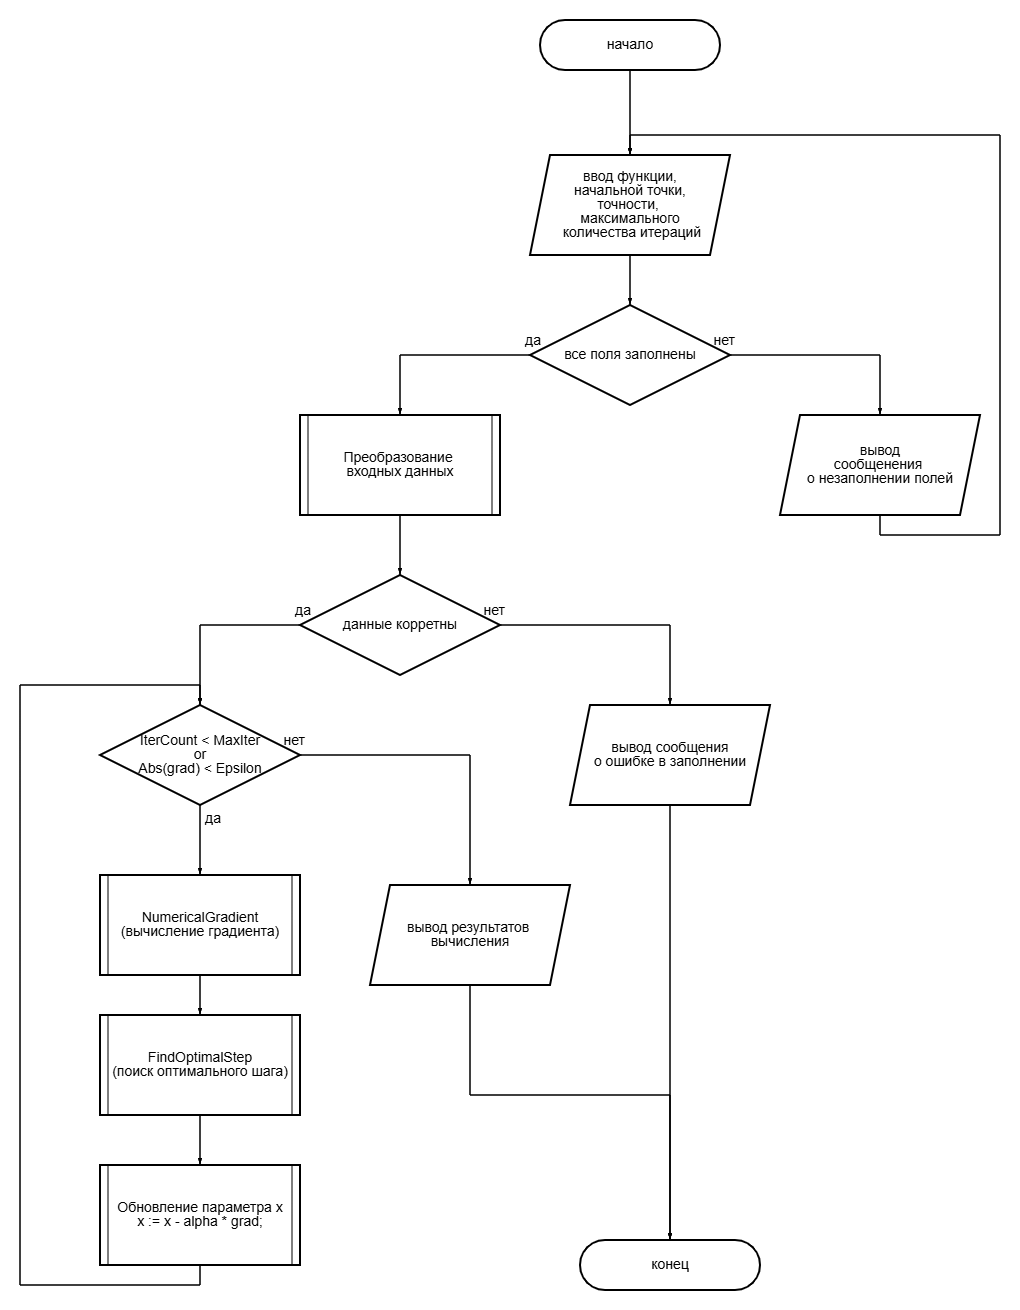 начало
ввод функции,
начальной точки,
точности,
максимального
количества итераций
да
нет
все поля заполнены
Преобразование
входных данных
вывод
сообщенения
о незаполнении полей
да
нет
данные корретны
IterCount < MaxIter
or
Abs(grad) < Epsilon
нет
да
вывод сообщения
о ошибке в заполнении
NumericalGradient
(вычисление градиента)
вывод результатов
вычисления
FindOptimalStep
(поиск оптимального шага)
Обновление параметра x
x := x - alpha * grad;
конец